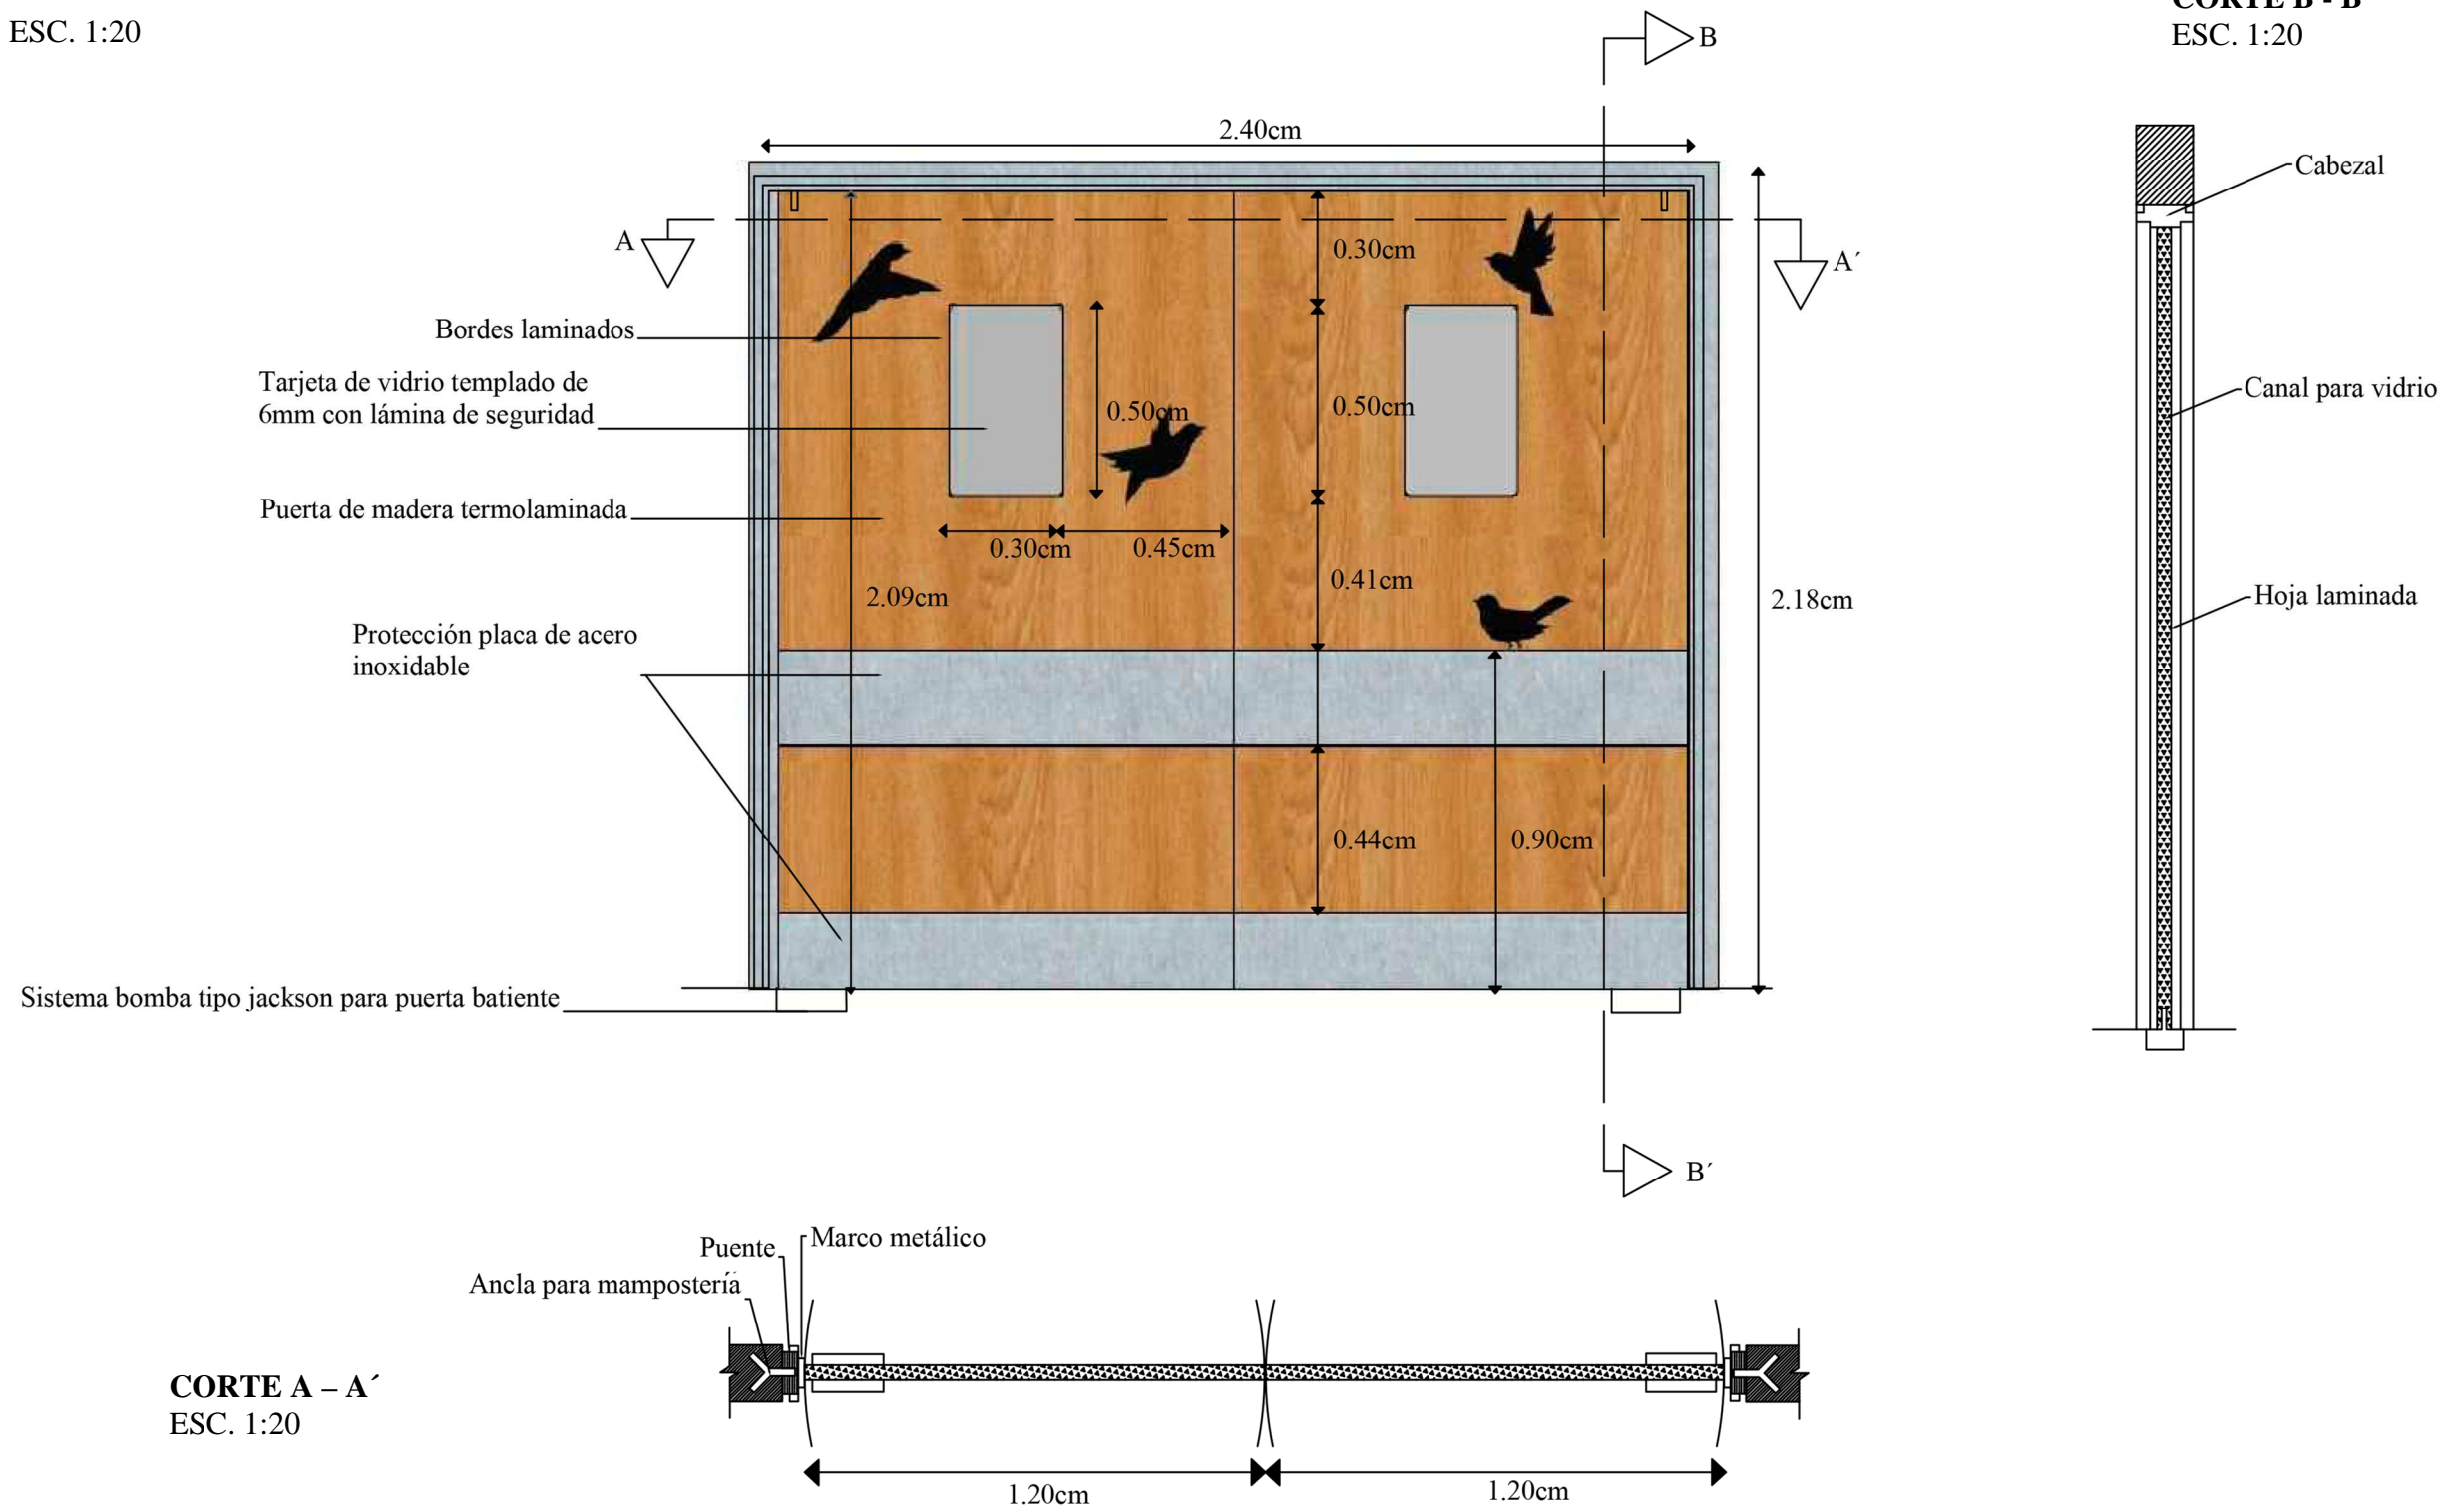 ESC. 1:20
CORTE B - B
ESC. 1:20
B
2.40cm
Cabezal
A
0.30cm
A´
Bordes laminados
Tarjeta de vidrio templado de
6mm con lámina de seguridad
0.50cm
0.50cm
Canal para vidrio
Puerta de madera termolaminada
0.30cm
0.45cm
0.41cm
2.09cm
2.18cm
Hoja laminada
Protección placa de acero
inoxidable
0.44cm
0.90cm
Sistema bomba tipo jackson para puerta batiente
B´
Marco metálico
Puente
Ancla para mampostería
CORTE A – A´
ESC. 1:20
1.20cm
1.20cm